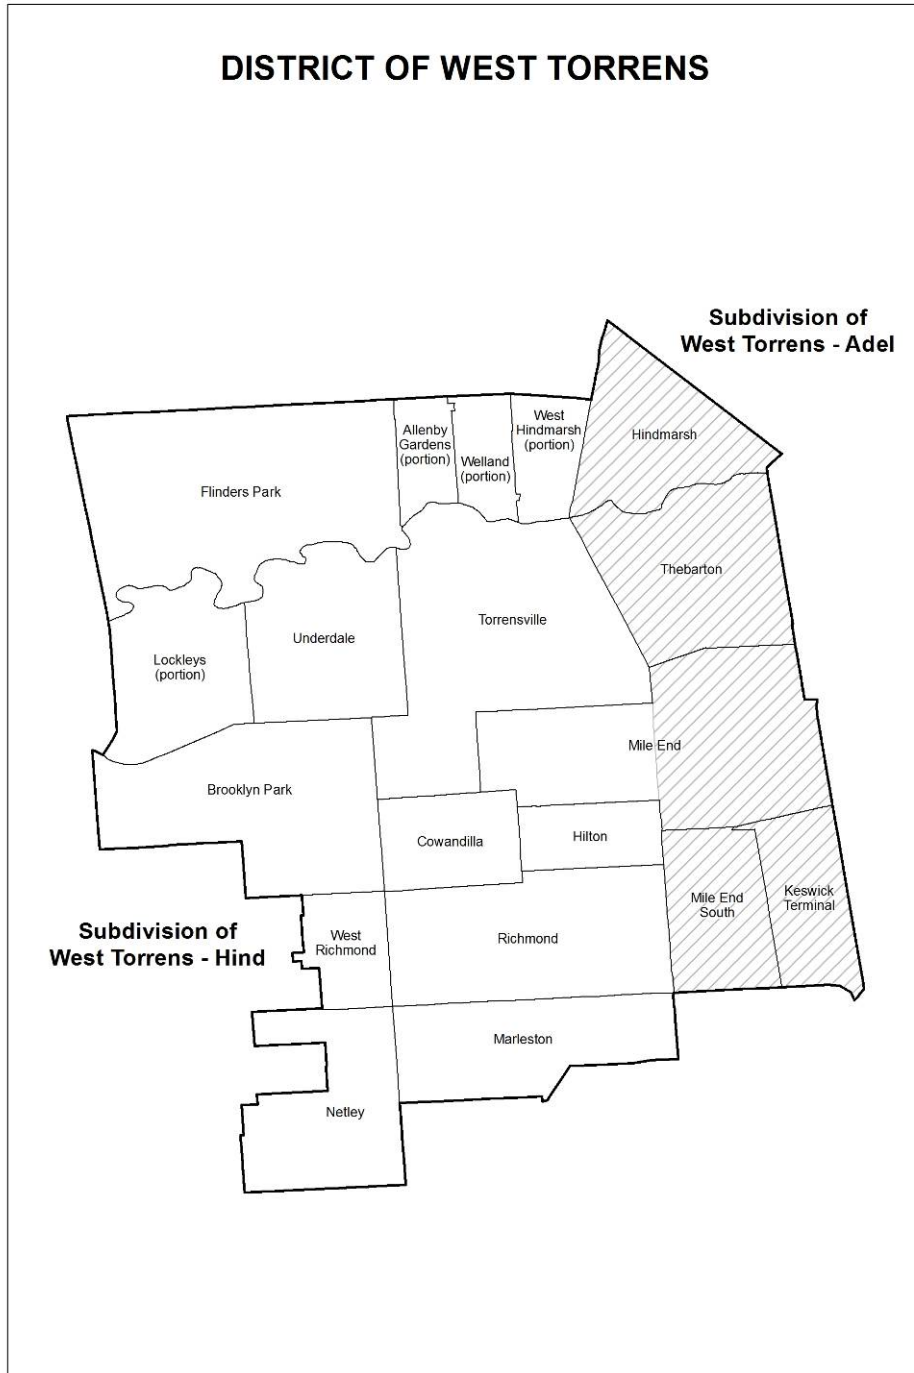 DISTRICT OF WEST TORRENS
Subdivision of
West Torrens - Adel
Allenby
Gardens
(portion)
Welland
(portion)
West
Hindmarsh
(portion)
Hindmarsh
Flinders Park
Thebarton
Torrensville
Underdale
Lockleys
(portion)
Mile End
Brooklyn Park
Cowandilla
Hilton
Mile End
South
Keswick
Terminal
Subdivision of
West Torrens - Hind
West
Richmond
Richmond
Marleston
Netley